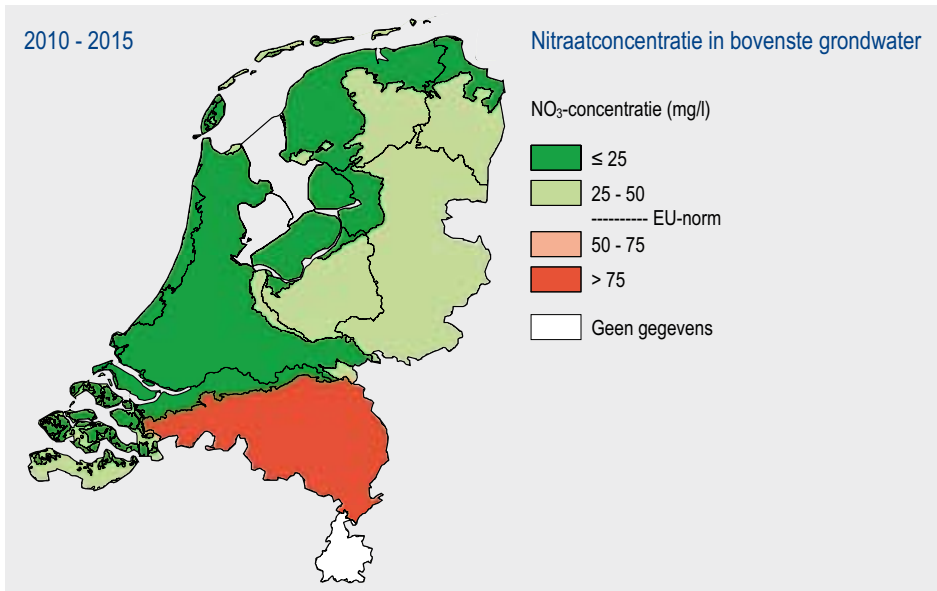 2010 - 2015
Nitraatconcentratie in bovenste grondwater
NO₃-concentratie (mg/l)
≤ 25
25 - 50
---------- EU-norm
50 - 75
> 75
Geen gegevens